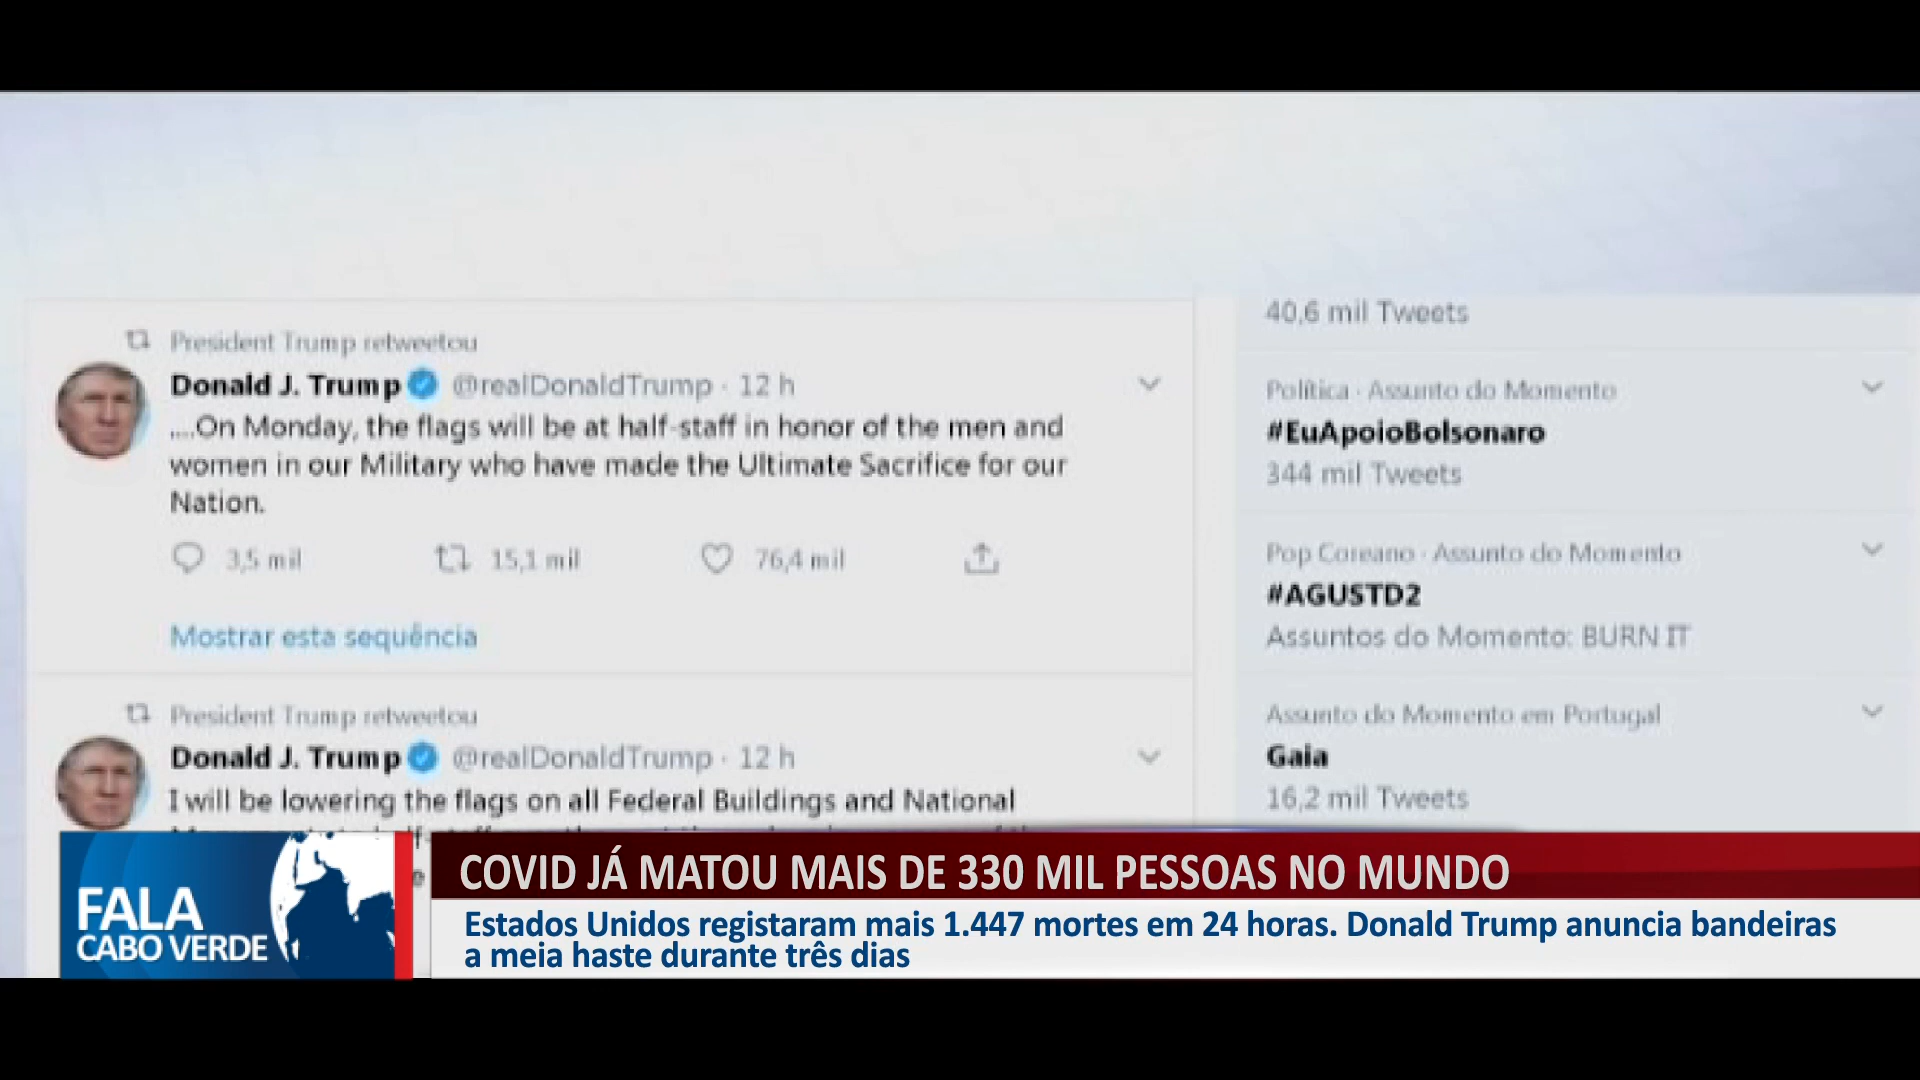 President Trump retweetou
Donald J. Trump @realDonaldTrump · 12 h
....On Monday, the flags will be at half-staff in honor of the men and
women in our Military who have made the Ultimate Sacrifice for our
Nation.
3,5 mil 15,1 mil 76,4 mil
Mostrar esta sequência
President Trump retweetou
Donald J. Trump @realDonaldTrump · 12 h
I will be lowering the flags on all Federal Buildings and National
40,6 mil Tweets
Política · Assunto do Momento
#EuApoioBolsonaro
344 mil Tweets
Pop Coreano · Assunto do Momento
#AGUSTD2
Assuntos do Momento: BURN IT
Assunto do Momento em Portugal
Gaia
16,2 mil Tweets
FALA
CABO VERDE
COVID JÁ MATOU MAIS DE 330 MIL PESSOAS NO MUNDO
Estados Unidos registaram mais 1.447 mortes em 24 horas. Donald Trump anuncia bandeiras
a meia haste durante três dias